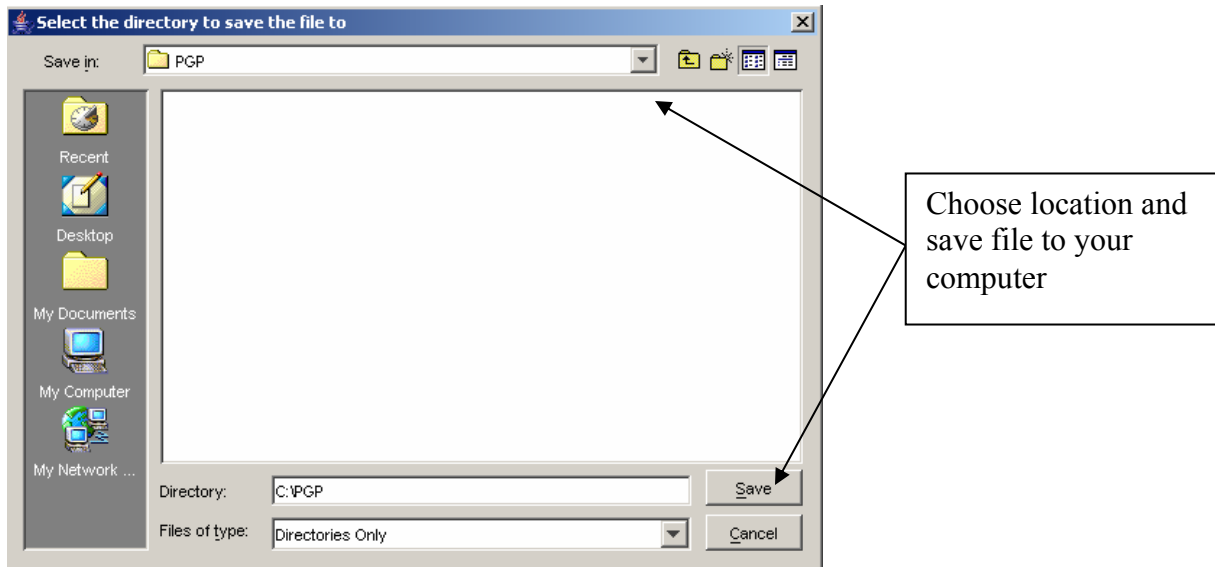 Select the directory to save the file to
Save in:
PGP
Recent
Desktop
My Documents
My Computer
My Network ...
Directory:
C:\PGP
Save
Files of type:
Directories Only
Cancel
Choose location and
save file to your
computer